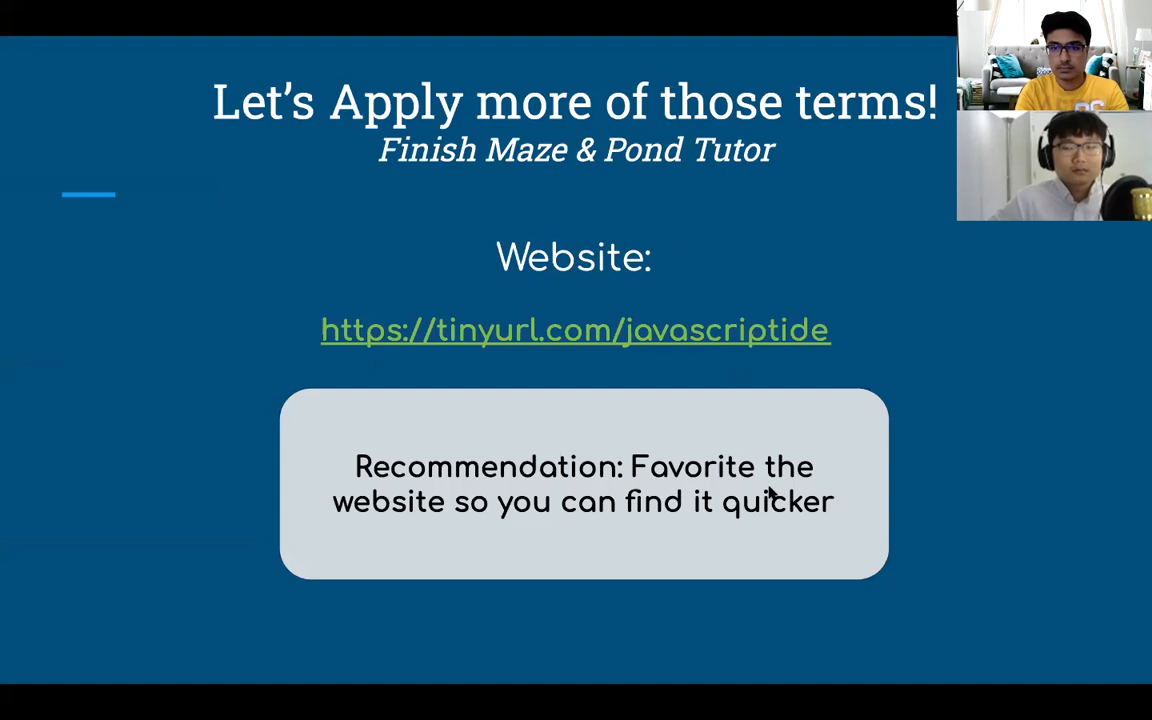 Let's Apply more of those terms!
Finish Maze & Pond Tutor
Website:
https://tinyurl.com/javascriptide
Recommendation: Favorite the
website so you can find it quicker